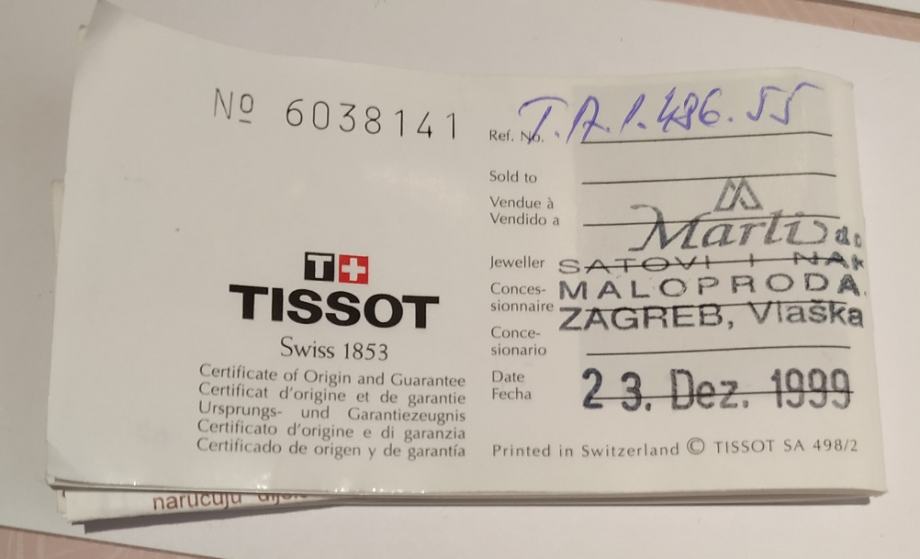 Nº 6038141
T+
TISSOT
Swiss 1853
Certificate of Origin and Guarantee
Certificat d'origine et de garantie
Ursprungs- und Garantiezeugnis
Certificato d'origine e di garanzia
Certificado de origen y de garantía
Ref. No. T.A.1.486.55
Sold to
Vendue à
Vendido a
Marli
Jeweller SATOVI I NAK
Conces- MALOPRODA
sionnaire ZAGREB, Vlaška
Conce-
sionario
Date 23. Dez. 1999
Fecha
Printed in Switzerland © TISSOT SA 498/2
naručuju